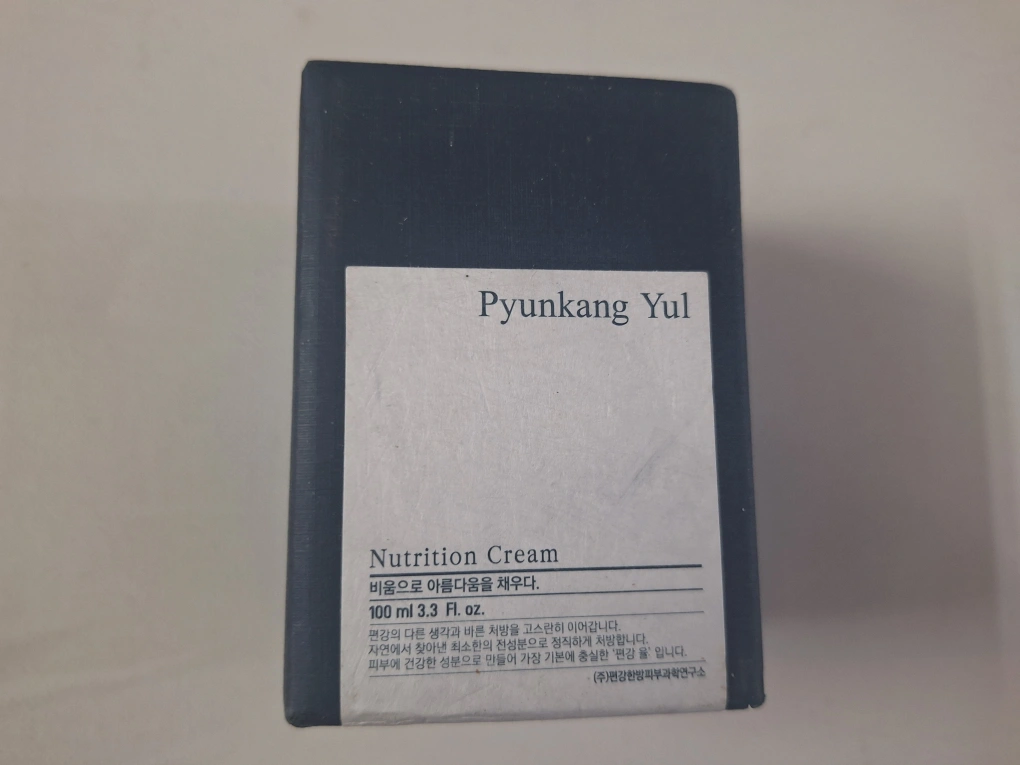 Pyunkang Yul
Nutrition Cream
비움으로 아름다움을 채우다.
100 ml 3.3 Fl. oz.
편강의 다른 생각과 바른 처방을 고스란히 이어갑니다.
자연에서 찾아낸 최소한의 전성분으로 정직하게 처방합니다.
피부에 건강한 성분으로 만들어 가장 기본에 충실한 '편강 율' 입니다.
(주)편강한방피부과학연구소